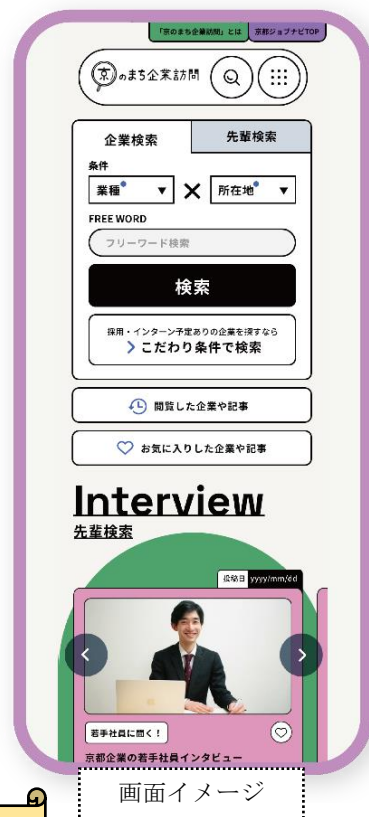 「京のまち企業訪問」とは 京都ジョブナビTOP
京のまち企業訪問
企業検索 先輩検索
条件
業種 ▼ × 所在地 ▼
FREE WORD
フリーワード検索
検索
採用・インターン予定ありの企業を探すなら
こだわり条件で検索
閲覧した企業や記事
お気に入りした企業や記事
Interview
先輩検索
投稿日 yyyy/mm/dd
若手社員に聞く！
京都企業の若手社員インタビュー
画面イメージ